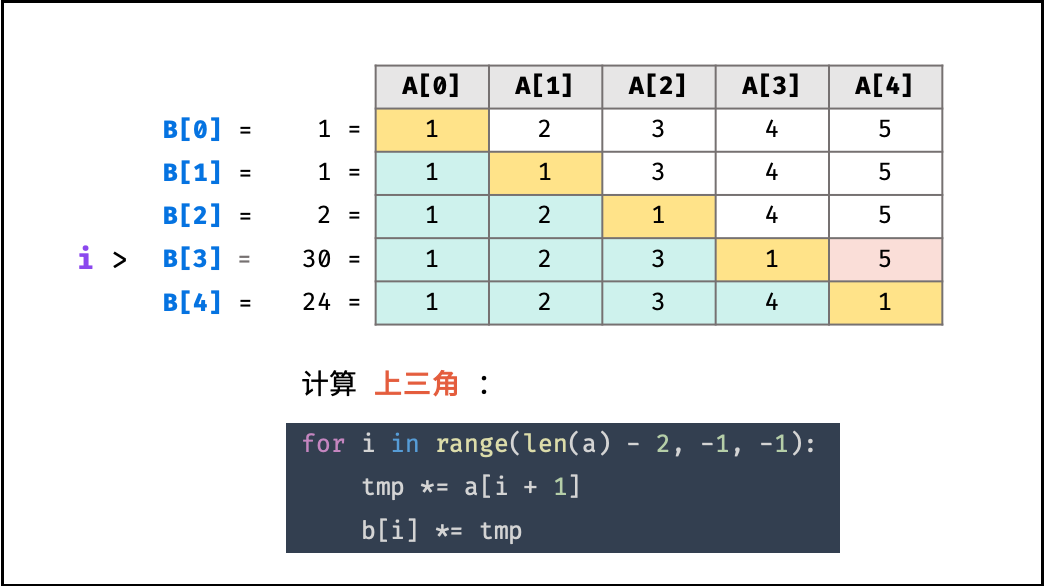 A[0] A[1] A[2] A[3] A[4]
B[0] = 1 = 1 2 3 4 5
B[1] = 1 = 1 1 3 4 5
B[2] = 2 = 1 2 1 4 5
i > B[3] = 30 = 1 2 3 1 5
B[4] = 24 = 1 2 3 4 1
计算 上三角 ：
for i in range(len(a) - 2, -1, -1):
    tmp *= a[i + 1]
    b[i] *= tmp